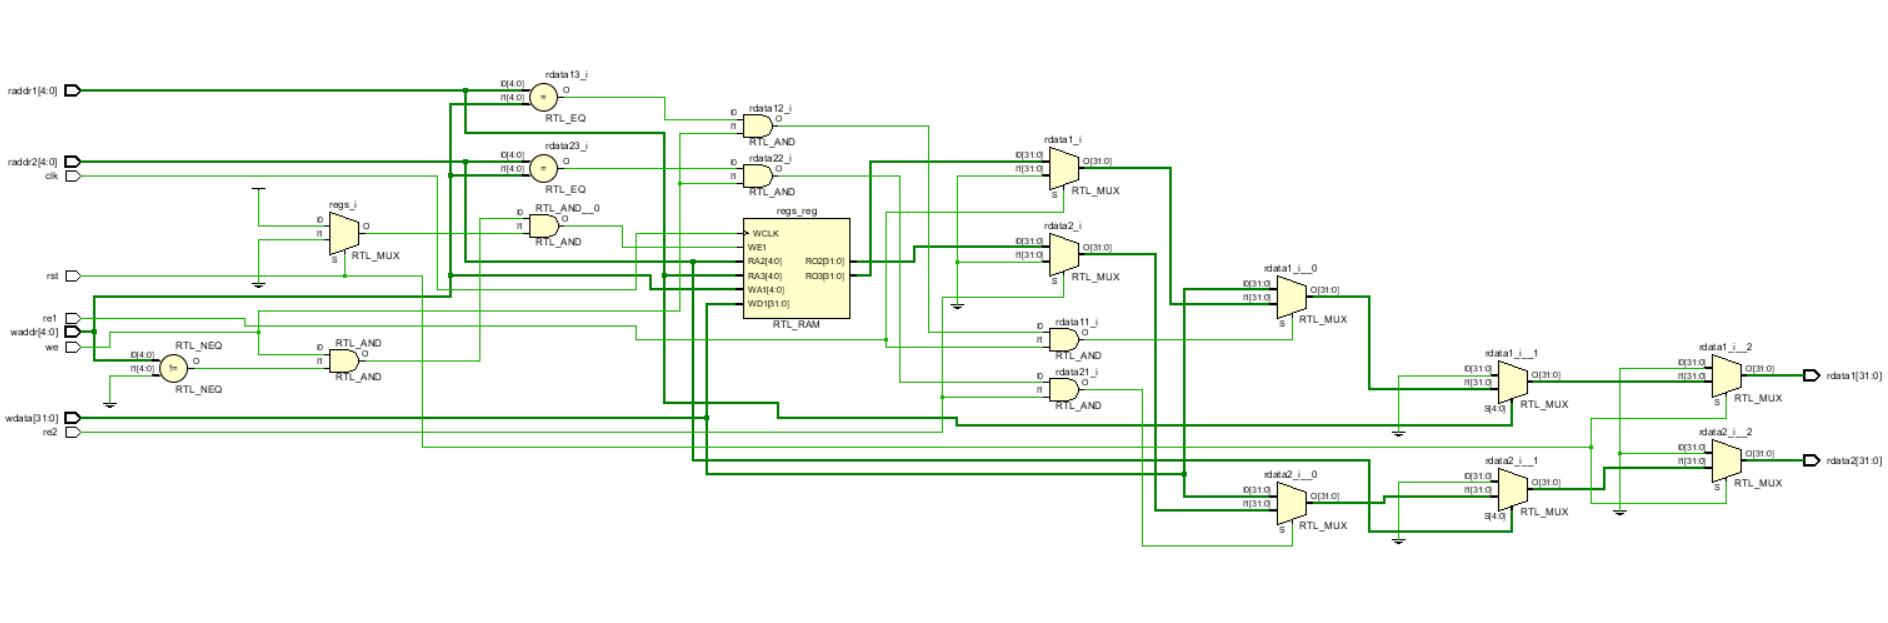 raddr1[4:0]
raddr2[4:0]
clk
rst
re1
waddr[4:0]
we
wdata[31:0]
re2
rdata13_i
I0[4:0]
I1[4:0]
=
O
RTL_EQ
rdata23_i
I0[4:0]
I1[4:0]
=
O
RTL_EQ
regs_i
I0
I1
S
O
RTL_MUX
RTL_AND__0
I0
I1
O
RTL_AND
RTL_NEQ
I0[4:0]
I1[4:0]
!=
O
RTL_NEQ
RTL_AND
I0
I1
O
RTL_AND
rdata12_i
I0
I1
O
RTL_AND
rdata22_i
I0
I1
O
RTL_AND
regs_reg
WCLK
WE1
RA2[4:0] RO2[31:0]
RA3[4:0] RO3[31:0]
WA1[4:0]
WD1[31:0]
RTL_RAM
rdata1_i
I0[31:0]
I1[31:0]
S
O[31:0]
RTL_MUX
rdata2_i
I0[31:0]
I1[31:0]
S
O[31:0]
RTL_MUX
rdata11_i
I0
I1
O
RTL_AND
rdata21_i
I0
I1
O
RTL_AND
rdata1_i__0
I0[31:0]
I1[31:0]
S
O[31:0]
RTL_MUX
rdata2_i__0
I0[31:0]
I1[31:0]
S
O[31:0]
RTL_MUX
rdata1_i__1
I0[31:0]
I1[31:0]
S[4:0]
O[31:0]
RTL_MUX
rdata2_i__1
I0[31:0]
I1[31:0]
S[4:0]
O[31:0]
RTL_MUX
rdata1_i__2
I0[31:0]
I1[31:0]
S
O[31:0]
RTL_MUX
rdata2_i__2
I0[31:0]
I1[31:0]
S
O[31:0]
RTL_MUX
rdata1[31:0]
rdata2[31:0]